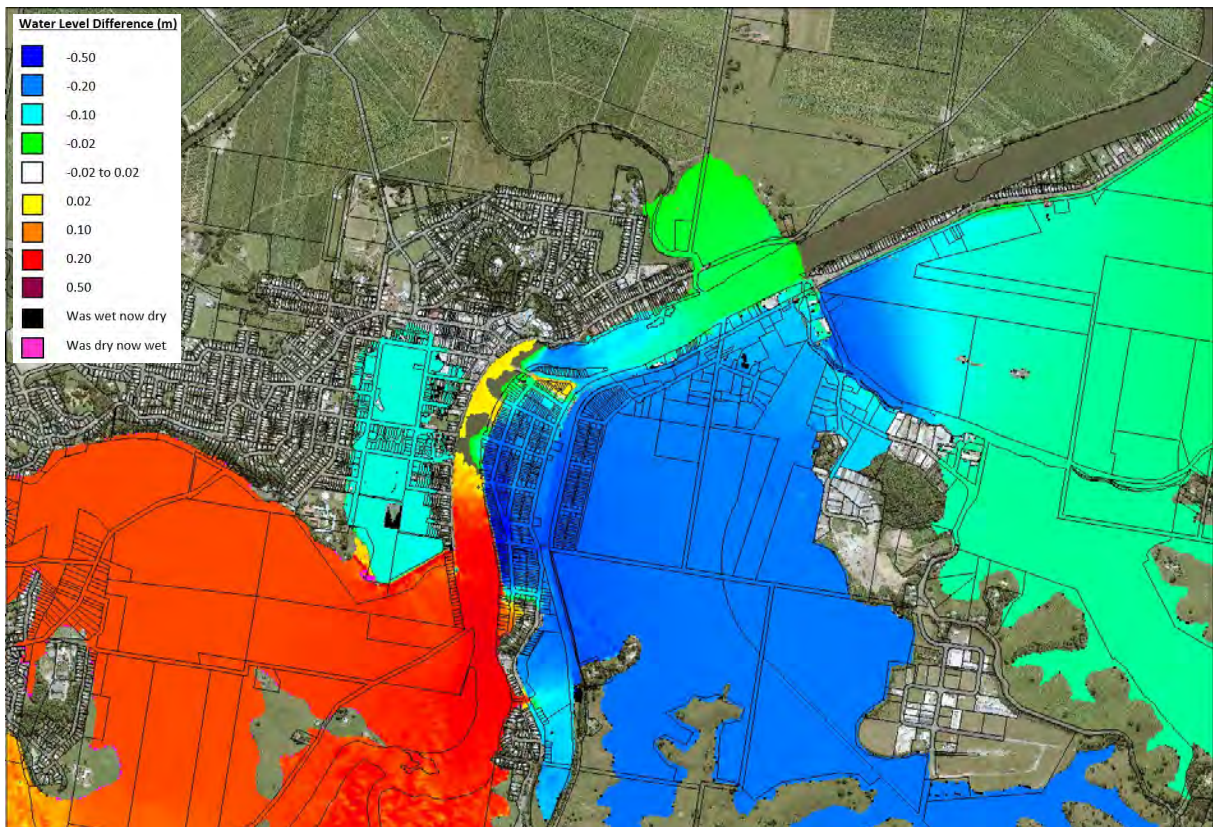 Water Level Difference (m)
-0.50
-0.20
-0.10
-0.02
-0.02 to 0.02
0.02
0.10
0.20
0.50
Was wet now dry
Was dry now wet